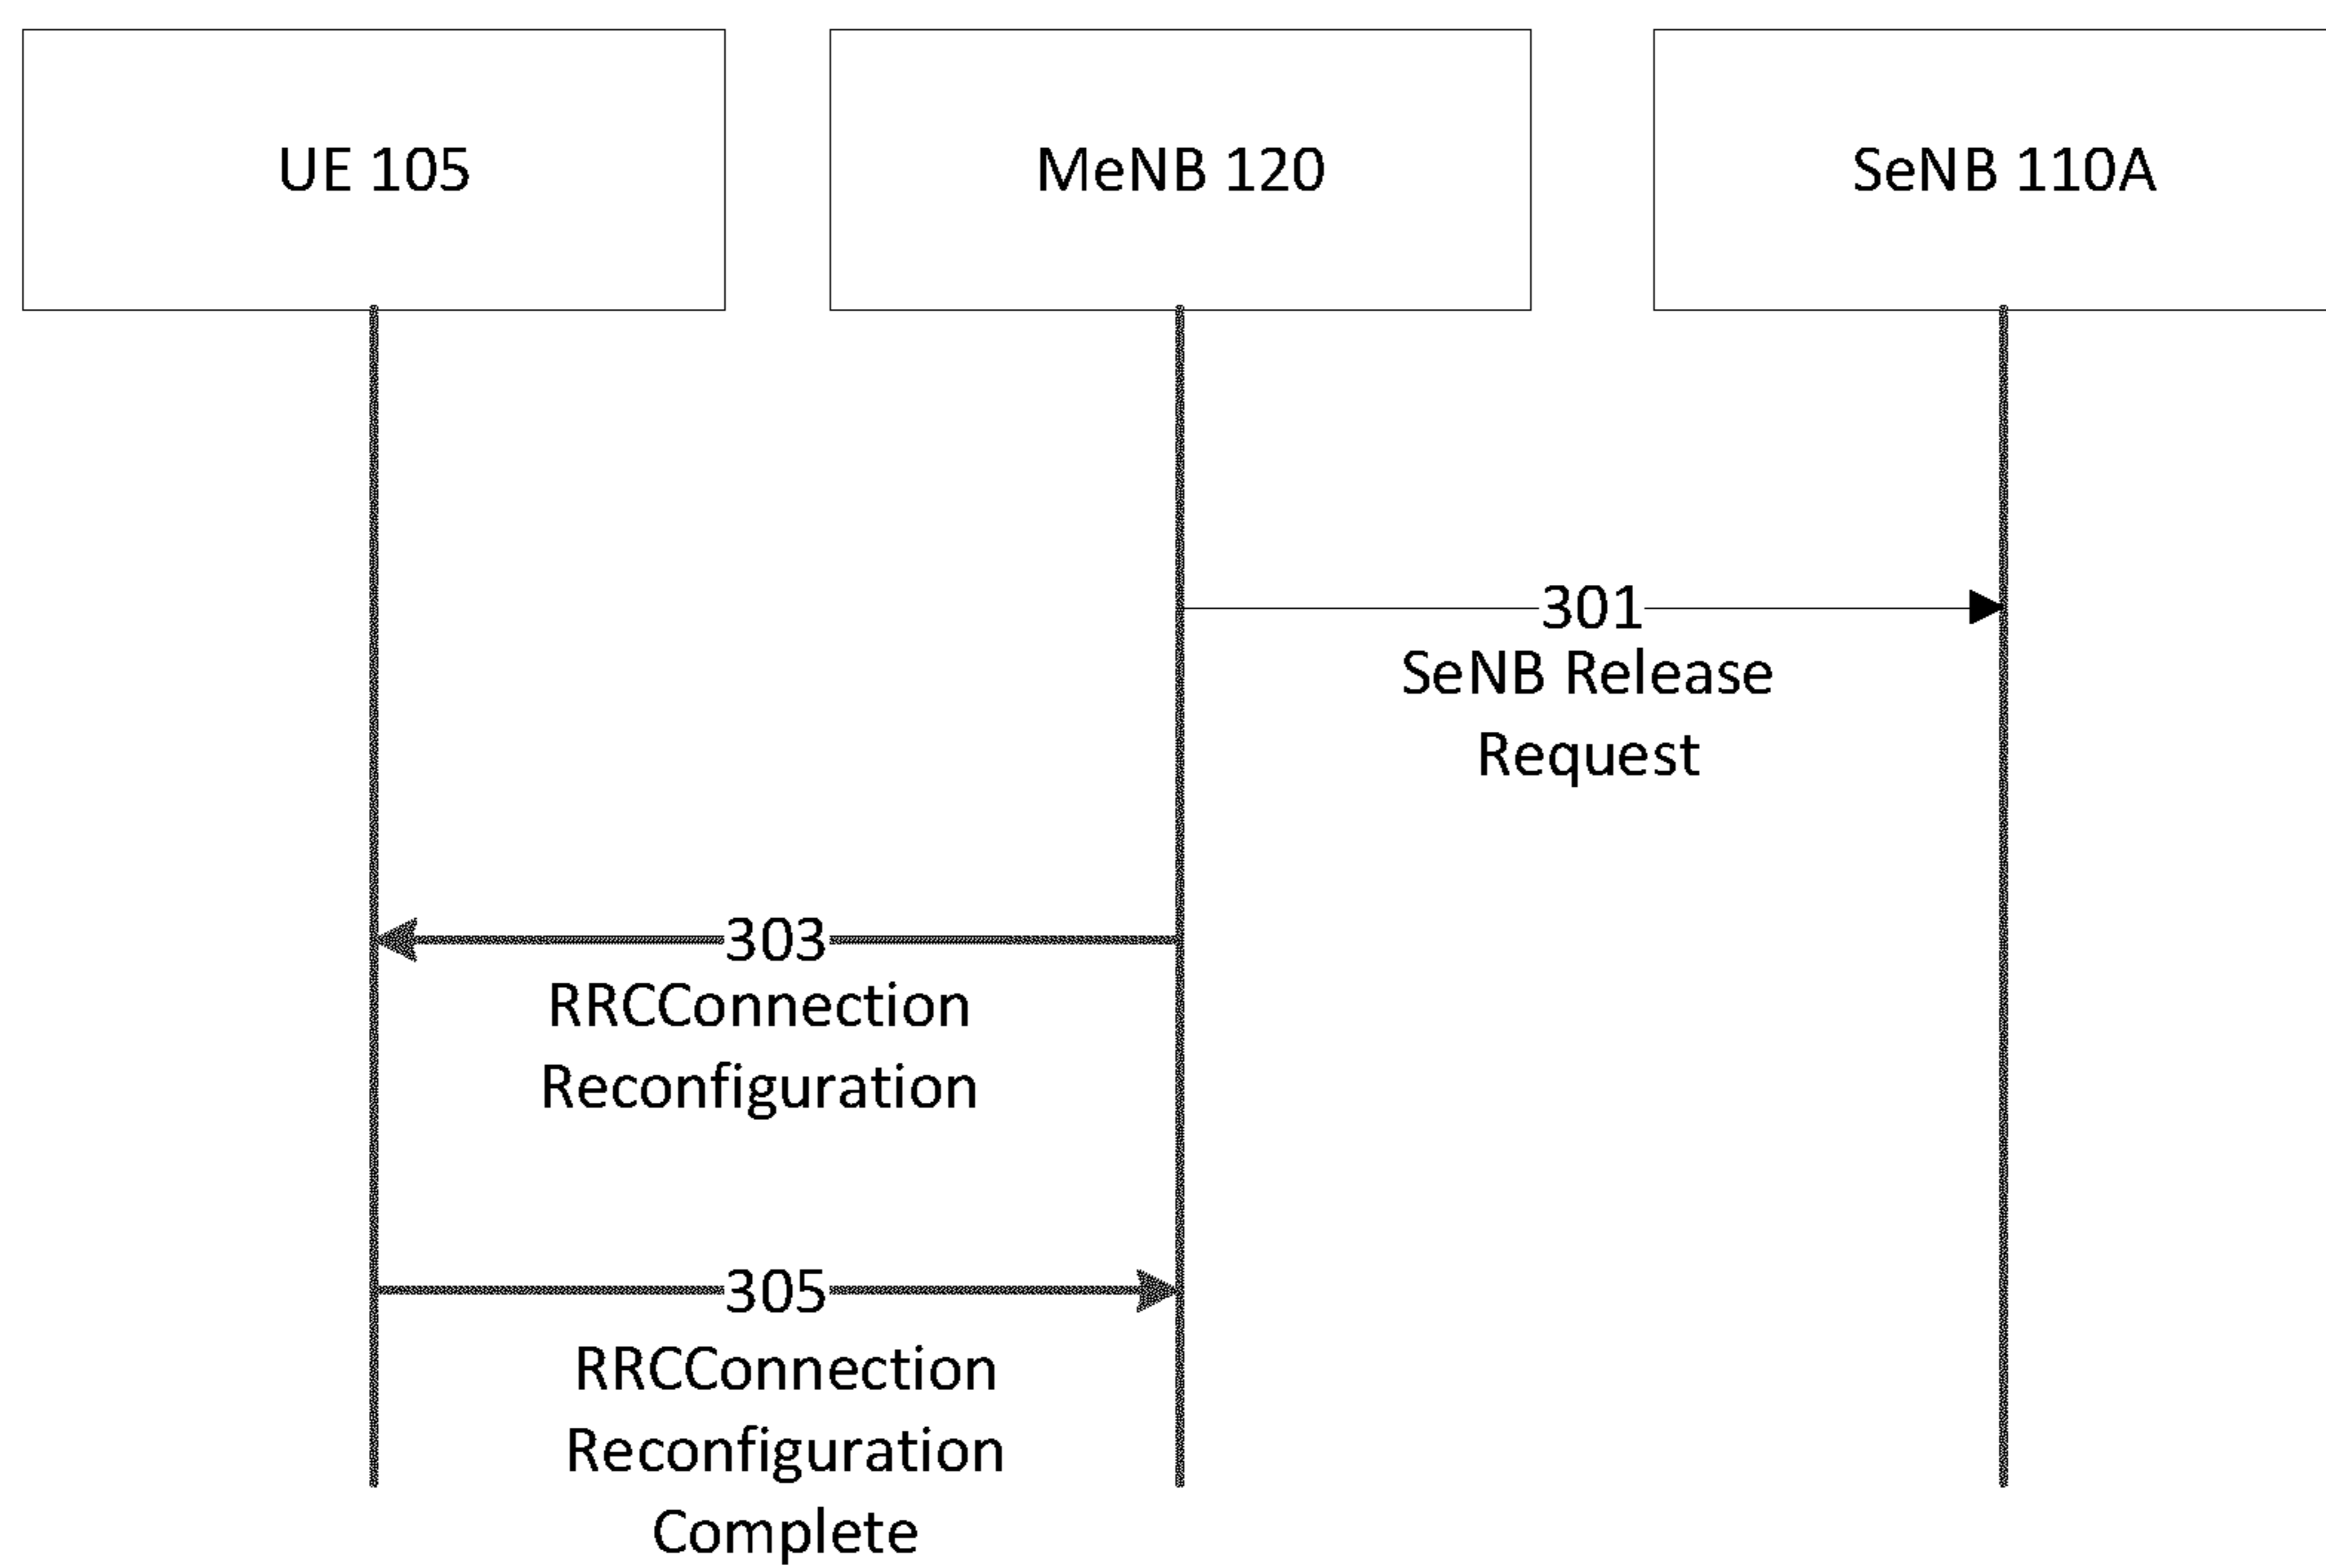 UE 105
MeNB 120
SeNB 110A
301
SeNB Release
Request
303
RRCConnection
Reconfiguration
305
RRCConnection
Reconfiguration
Complete